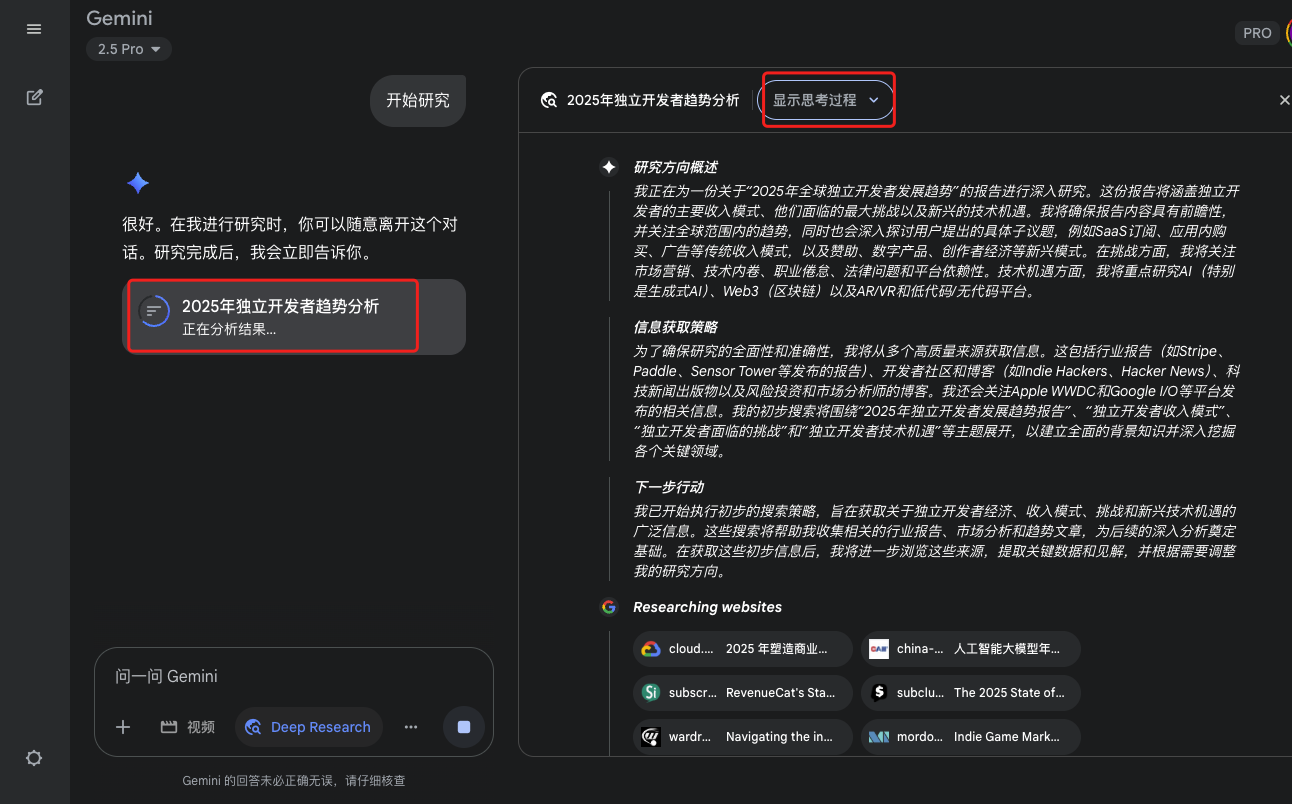 Gemini
2.5 Pro
PRO
开始研究
很好。在我进行研究时，你可以随意离开这个对
话。研究完成后，我会立即告诉你。
2025年独立开发者趋势分析
正在分析结果...
问一问 Gemini
视频
Deep Research
Gemini 的回答未必正确无误，请仔细核查
2025年独立开发者趋势分析
显示思考过程
研究方向概述
我正在为一份关于“2025年全球独立开发者发展趋势”的报告进行深入研究。这份报告将涵盖独立开
发者的主要收入模式、他们面临的最大挑战以及新兴的技术机遇。我将确保报告内容具有前瞻性，
并关注全球范围内的趋势，同时也会深入探讨用户提出的具体子议题，例如SaaS订阅、应用内购
买、广告等传统收入模式，以及赞助、数字产品、创作者经济等新兴模式。在挑战方面，我将关注
市场营销、技术内卷、职业倦怠、法律问题和平台依赖性。技术机遇方面，我将重点研究AI（特别
是生成式AI）、Web3（区块链）以及AR/VR和低代码/无代码平台。
信息获取策略
为了确保研究的全面性和准确性，我将从多个高质量来源获取信息。这包括行业报告（如Stripe、
Paddle、Sensor Tower等发布的报告）、开发者社区和博客（如Indie Hackers、Hacker News）、科
技新闻出版物以及风险投资和市场分析师的博客。我还会关注Apple WWDC和Google I/O等平台发
布的相关信息。我的初步搜索将围绕“2025年独立开发者发展趋势报告”、“独立开发者收入模式”、
“独立开发者面临的挑战”和“独立开发者技术机遇”等主题展开，以建立全面的背景知识并深入挖掘
各个关键领域。
下一步行动
我已开始执行初步的搜索策略，旨在获取关于独立开发者经济、收入模式、挑战和新兴技术机遇的
广泛信息。这些搜索将帮助我收集相关的行业报告、市场分析和趋势文章，为后续的深入分析奠定
基础。在获取这些初步信息后，我将进一步浏览这些来源，提取关键数据和见解，并根据需要调整
我的研究方向。
Researching websites
cloud.... 2025 年塑造商业... china-... 人工智能大模型年...
subscr... RevenueCat's Sta... subclu... The 2025 State of...
wardr... Navigating the in... mordo... Indie Game Mark...